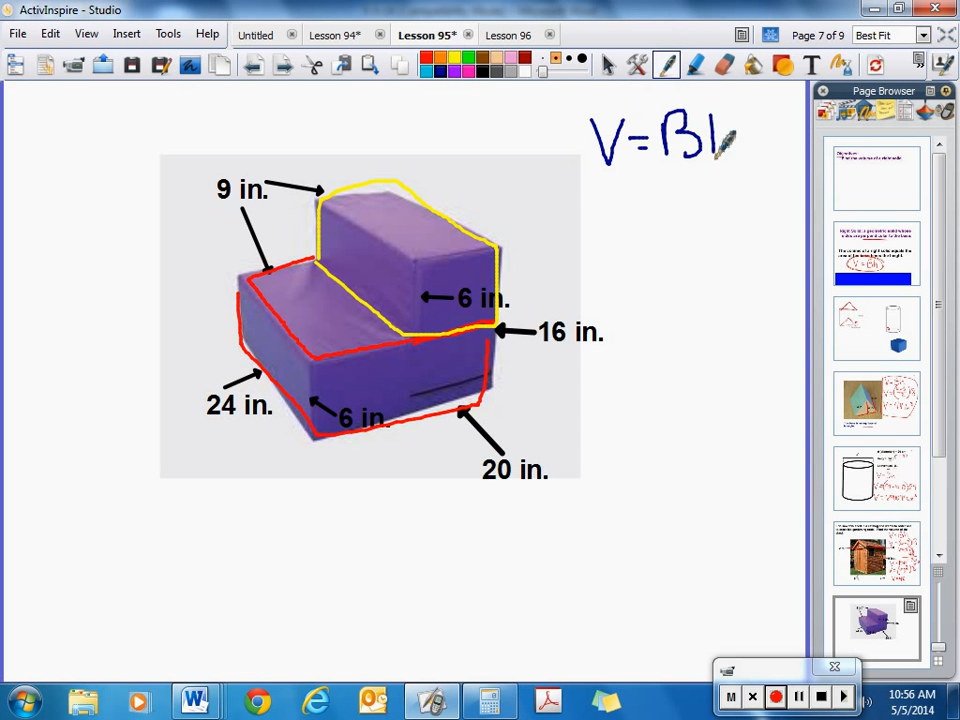 ActivInspire - Studio
File Edit View Insert Tools Help
Untitled Lesson 94* Lesson 95* Lesson 96
Page 7 of 9 Best Fit
Page Browser
V=Bh
9 in.
6 in.
16 in.
24 in.
6 in.
20 in.
V = Bh
M
10:56 AM
5/5/2014